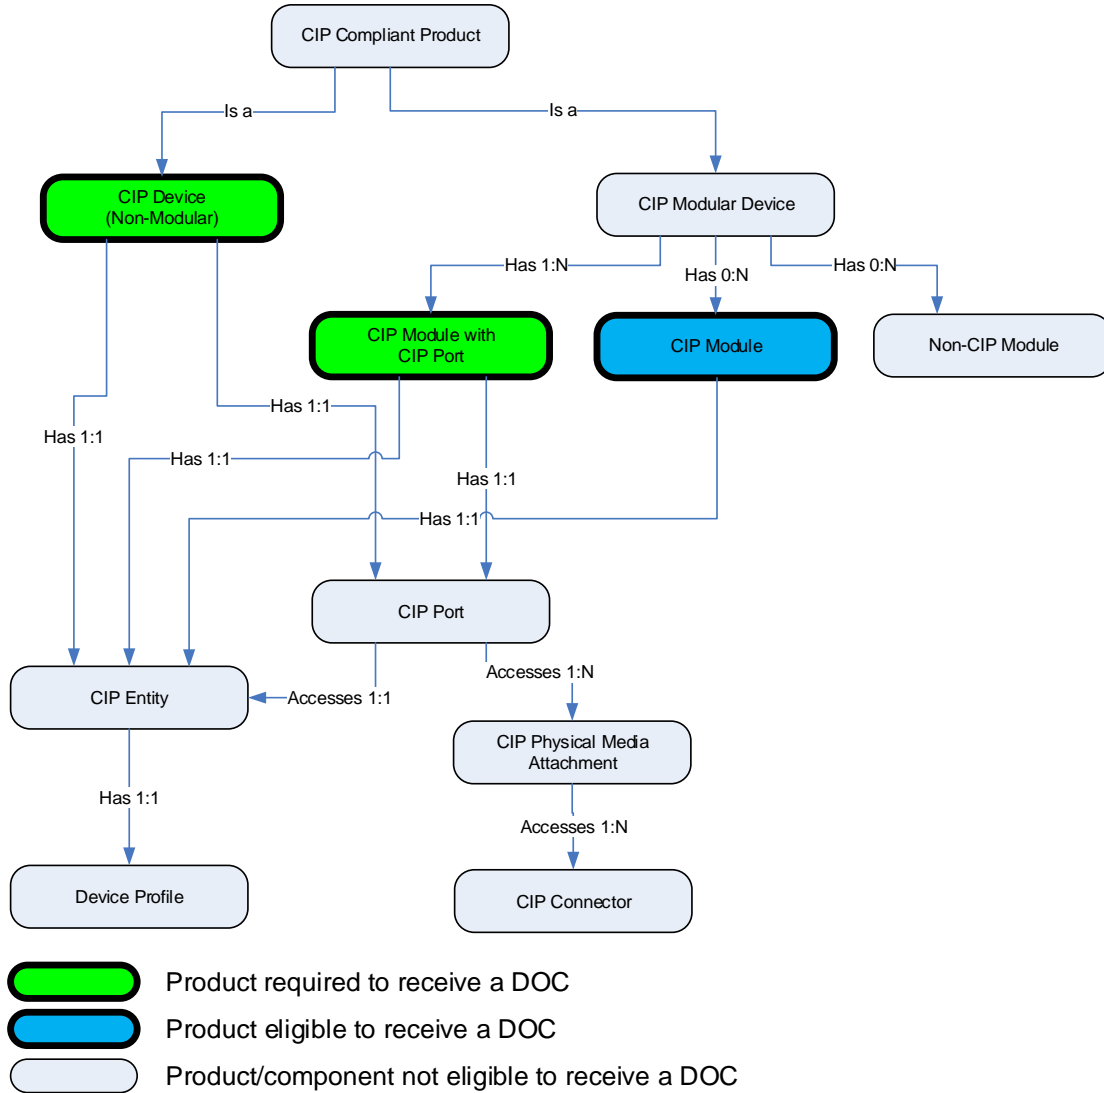 CIP Compliant Product
Is a
Is a
CIP Device
(Non-Modular)
CIP Modular Device
Has 1:N
Has 0:N
Has 0:N
CIP Module with
CIP Port
CIP Module
Non-CIP Module
Has 1:1
Has 1:1
Has 1:1
Has 1:1
Has 1:1
CIP Port
Accesses 1:1
Accesses 1:N
CIP Entity
CIP Physical Media
Attachment
Has 1:1
Accesses 1:N
Device Profile
CIP Connector
Product required to receive a DOC
Product eligible to receive a DOC
Product/component not eligible to receive a DOC